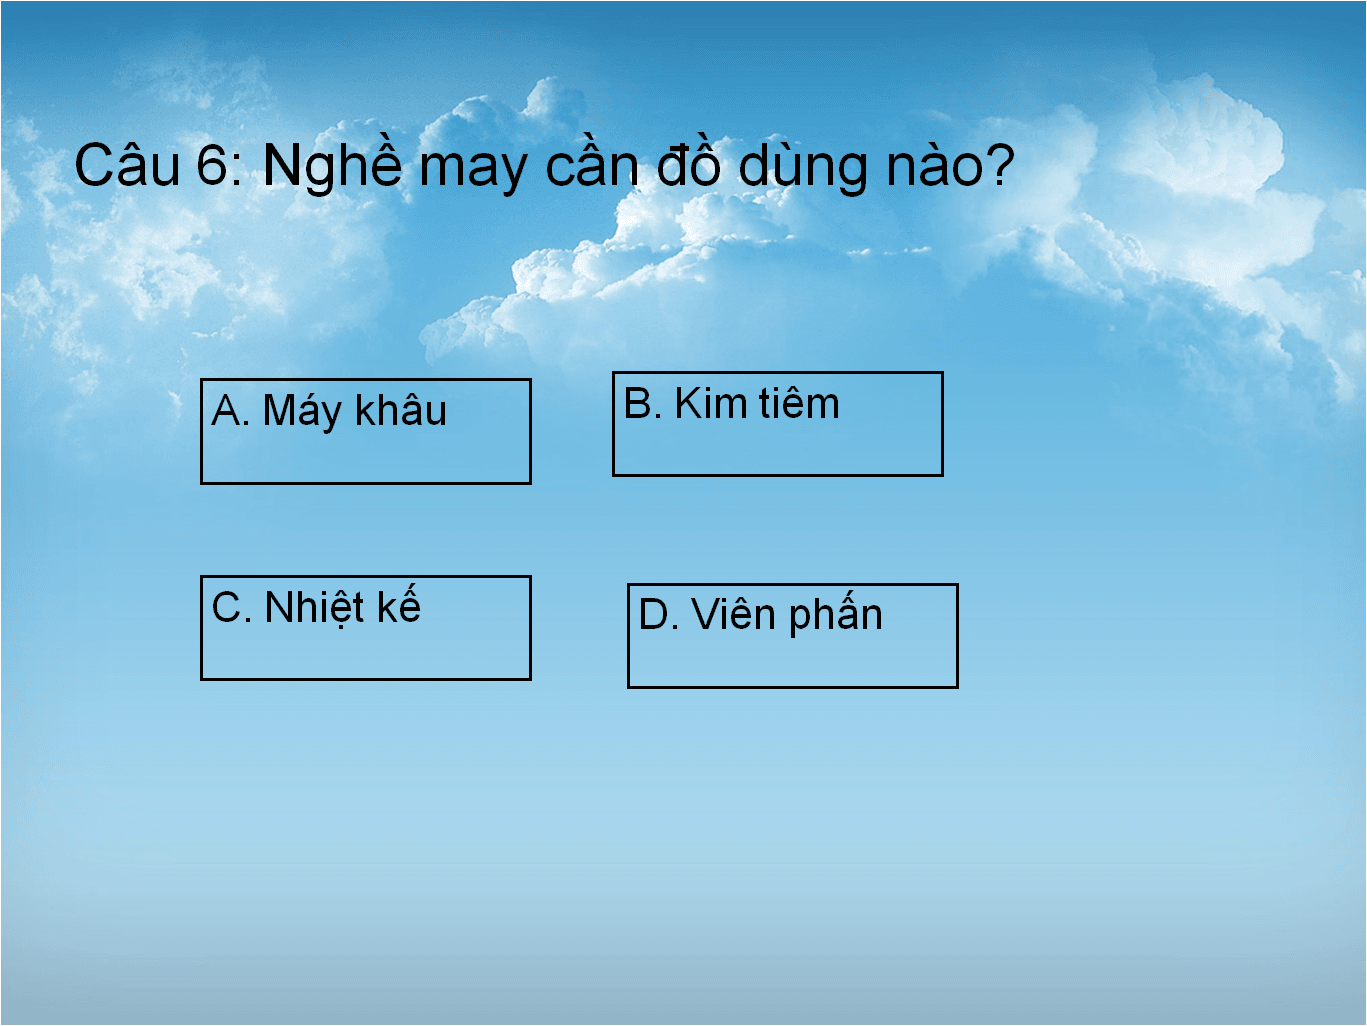 Câu 6: Nghề may cần đồ dùng nào?
A. Máy khâu
B. Kim tiêm
C. Nhiệt kế
D. Viên phấn